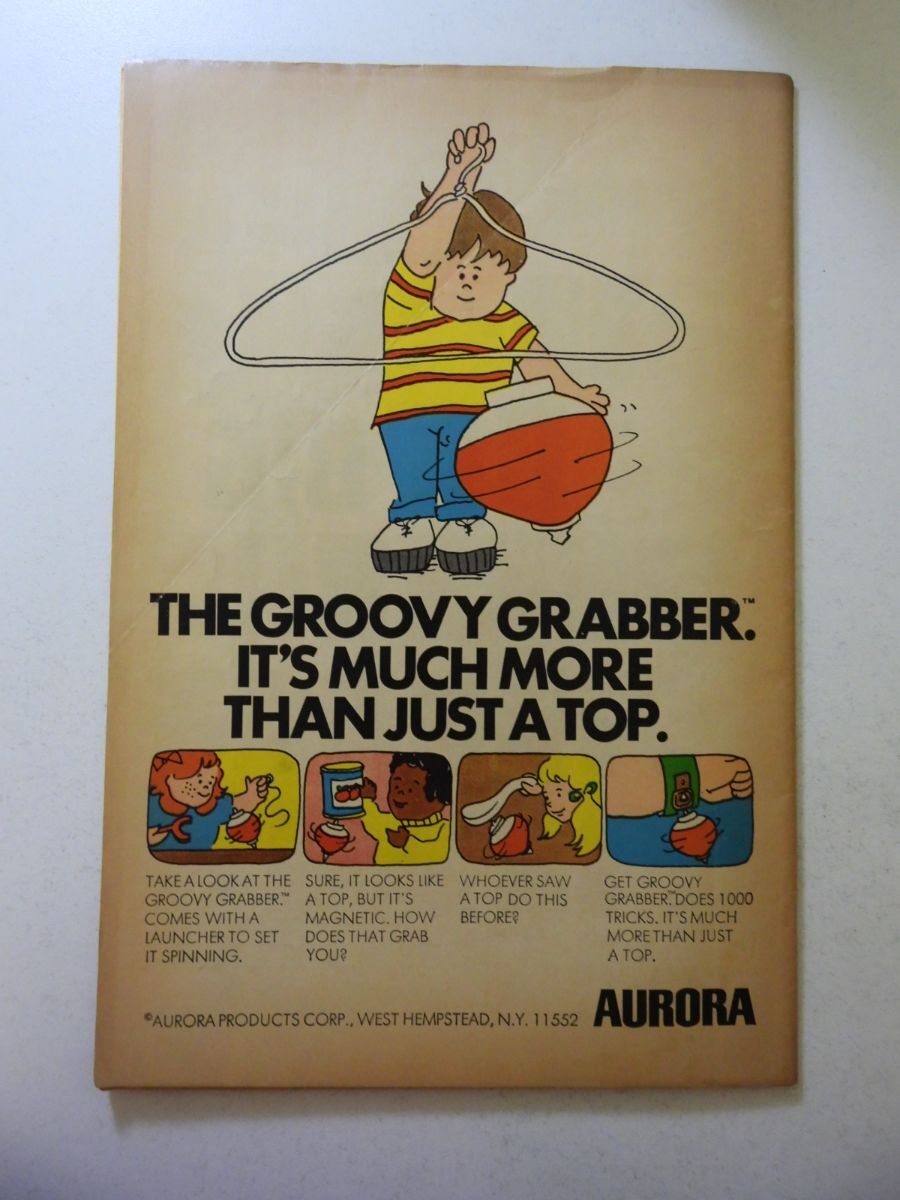 THE GROOVY GRABBER.™
IT'S MUCH MORE
THAN JUST A TOP.
TAKE A LOOK AT THE
GROOVY GRABBER.™
COMES WITH A
LAUNCHER TO SET
IT SPINNING.
SURE, IT LOOKS LIKE
A TOP, BUT IT'S
MAGNETIC. HOW
DOES THAT GRAB
YOU?
WHOEVER SAW
A TOP DO THIS
BEFORE?
GET GROOVY
GRABBER.™ DOES 1000
TRICKS. IT'S MUCH
MORE THAN JUST
A TOP.
©AURORA PRODUCTS CORP., WEST HEMPSTEAD, N.Y. 11552
AURORA